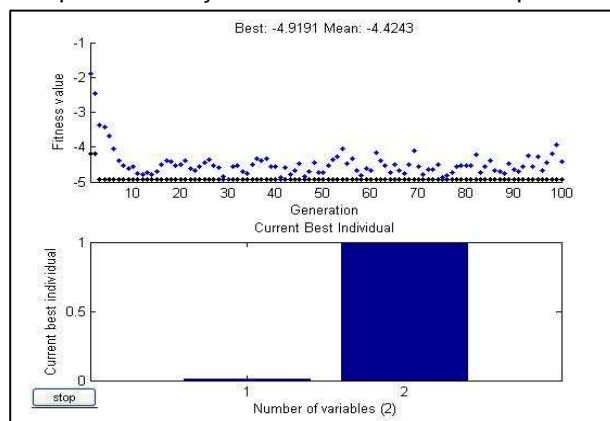 Best: -4.9191 Mean: -4.4243
-1
-2
-3
-4
-5
Fitness value
10 20 30 40 50 60 70 80 90 100
Generation
Current Best Individual
1
0.5
0
Current best individual
1 2
Number of variables (2)
stop